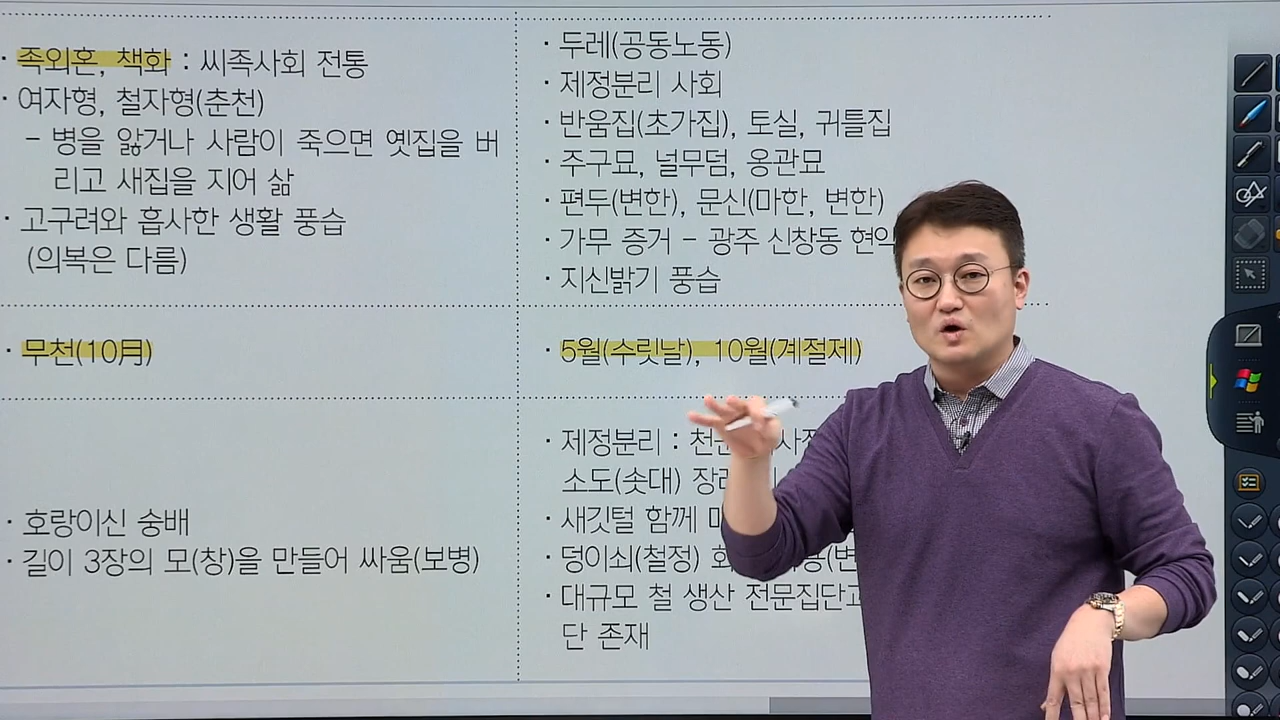 · 족외혼, 책화 : 씨족사회 전통
· 여자형, 철자형(춘천)
– 병을 앓거나 사람이 죽으면 옛집을 버
리고 새집을 지어 삶
· 고구려와 흡사한 생활 풍습
(의복은 다름)
· 무천(10月)
· 호랑이신 숭배
· 길이 3장의 모(창)을 만들어 싸움(보병)
· 두레(공동노동)
· 제정분리 사회
· 반움집(초가집), 토실, 귀틀집
· 주구묘, 널무덤, 옹관묘
· 편두(변한), 문신(마한, 변한)
· 가무 증거 – 광주 신창동
· 지신밟기 풍습
· 5월(수릿날), 10월(계절제)
· 제정분리 :
소도(솟대)
· 새깃털 함께
· 덩이쇠(철정)
· 대규모 철 생산
단 존재